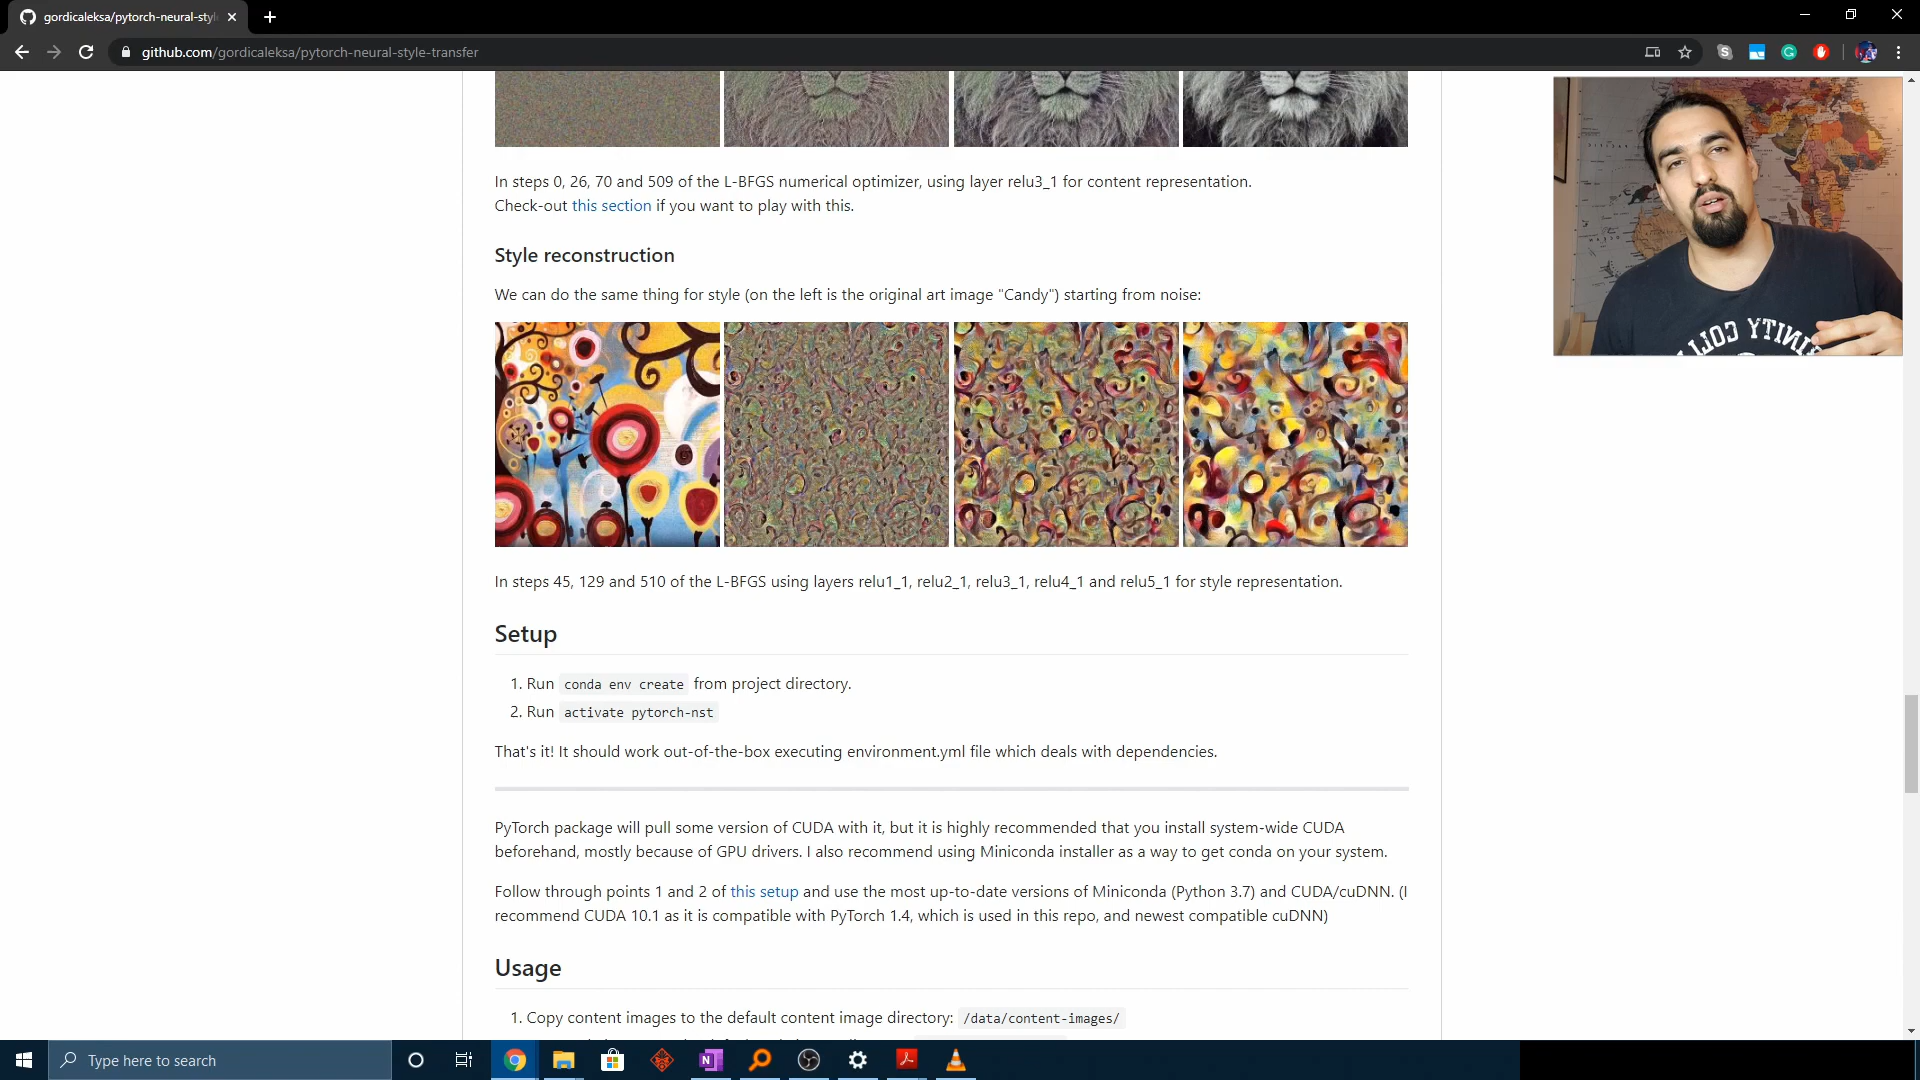 gordicaleksa/pytorch-neural-styl
github.com/gordicaleksa/pytorch-neural-style-transfer
In steps 0, 26, 70 and 509 of the L-BFGS numerical optimizer, using layer relu3_1 for content representation.
Check-out this section if you want to play with this.
Style reconstruction
We can do the same thing for style (on the left is the original art image "Candy") starting from noise:
In steps 45, 129 and 510 of the L-BFGS using layers relu1_1, relu2_1, relu3_1, relu4_1 and relu5_1 for style representation.
Setup
1. Run conda env create from project directory.
2. Run activate pytorch-nst
That's it! It should work out-of-the-box executing environment.yml file which deals with dependencies.
PyTorch package will pull some version of CUDA with it, but it is highly recommended that you install system-wide CUDA
beforehand, mostly because of GPU drivers. I also recommend using Miniconda installer as a way to get conda on your system.
Follow through points 1 and 2 of this setup and use the most up-to-date versions of Miniconda (Python 3.7) and CUDA/cuDNN. (I
recommend CUDA 10.1 as it is compatible with PyTorch 1.4, which is used in this repo, and newest compatible cuDNN)
Usage
1. Copy content images to the default content image directory: /data/content-images/
Type here to search